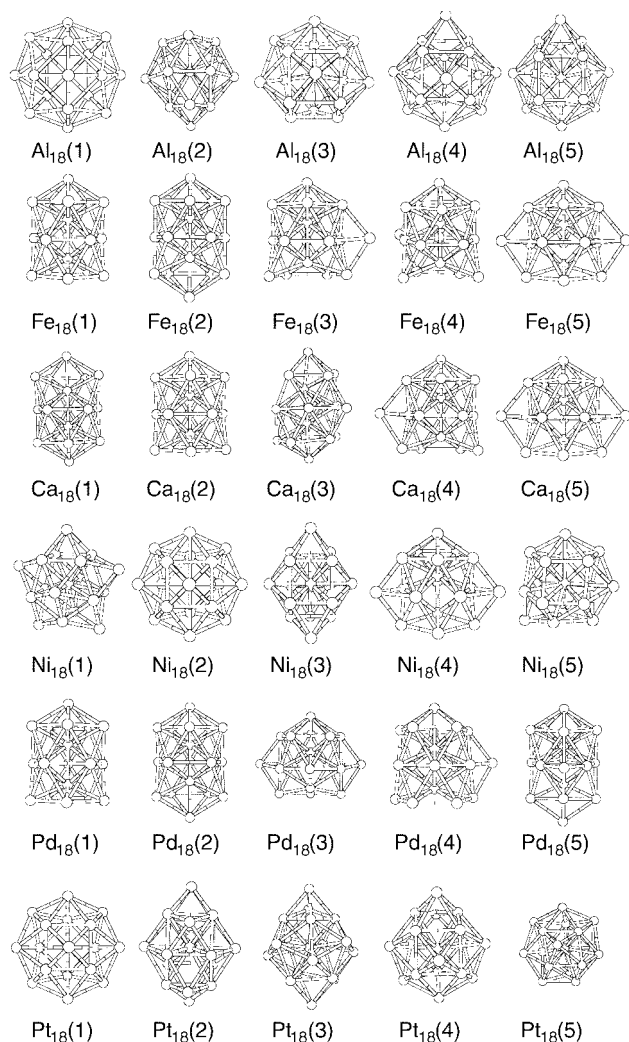 Al₁₈(1) Al₁₈(2) Al₁₈(3) Al₁₈(4) Al₁₈(5)
Fe₁₈(1) Fe₁₈(2) Fe₁₈(3) Fe₁₈(4) Fe₁₈(5)
Ca₁₈(1) Ca₁₈(2) Ca₁₈(3) Ca₁₈(4) Ca₁₈(5)
Ni₁₈(1) Ni₁₈(2) Ni₁₈(3) Ni₁₈(4) Ni₁₈(5)
Pd₁₈(1) Pd₁₈(2) Pd₁₈(3) Pd₁₈(4) Pd₁₈(5)
Pt₁₈(1) Pt₁₈(2) Pt₁₈(3) Pt₁₈(4) Pt₁₈(5)